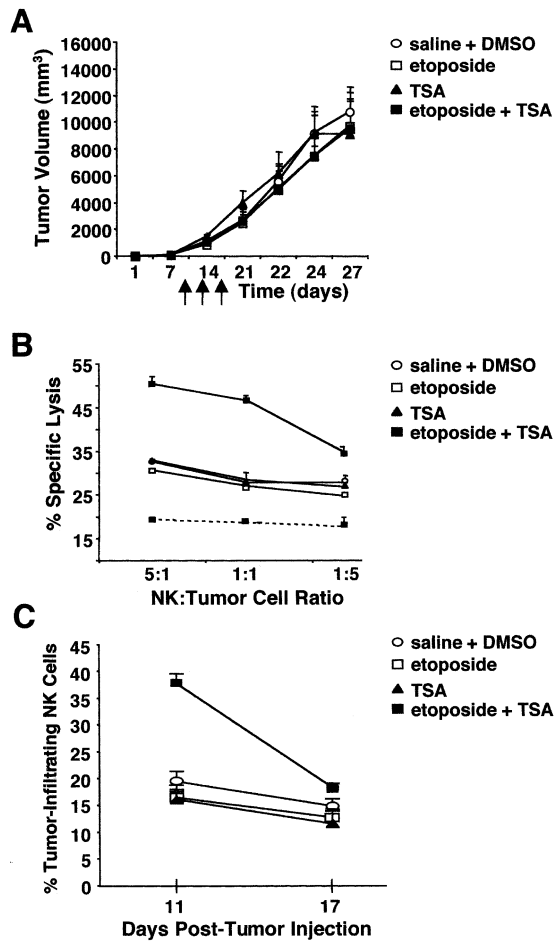 A
Tumor Volume (mm³)
16000
14000
12000
10000
8000
6000
4000
2000
0
1 7 14 21 22 24 27
Time (days)
saline + DMSO
etoposide
TSA
etoposide + TSA
B
% Specific Lysis
55
45
35
25
15
5:1 1:1 1:5
NK:Tumor Cell Ratio
saline + DMSO
etoposide
TSA
etoposide + TSA
C
% Tumor-Infiltrating NK Cells
45
40
35
30
25
20
15
10
5
0
11 17
Days Post-Tumor Injection
saline + DMSO
etoposide
TSA
etoposide + TSA